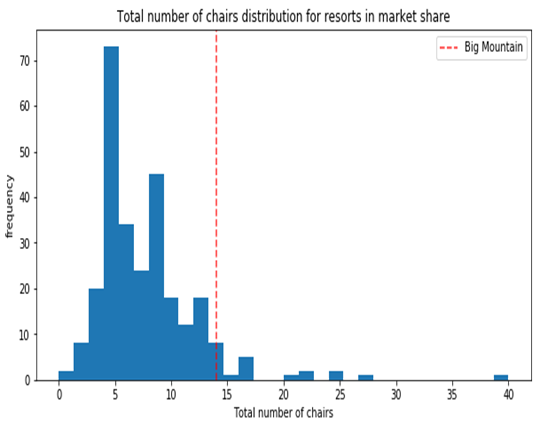 Total number of chairs distribution for resorts in market share
Big Mountain
frequency
70
60
50
40
30
20
10
0
0 5 10 15 20 25 30 35 40
Total number of chairs